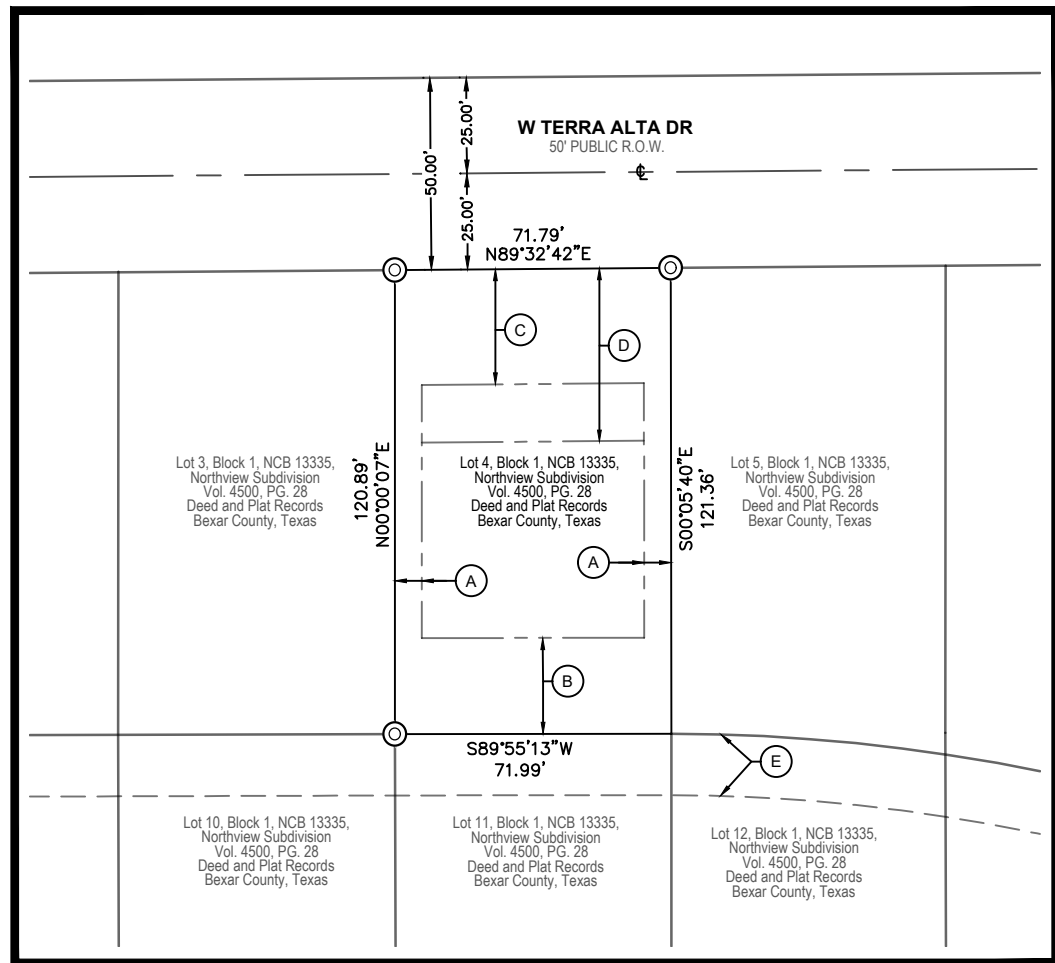 50.00'
25.00'
25.00'
W TERRA ALTA DR
50' PUBLIC R.O.W.
℄
71.79'
N89°32'42"E
C
D
120.89'
N00°00'07"E
S00°05'40"E
121.36'
Lot 3, Block 1, NCB 13335,
Northview Subdivision
Vol. 4500, PG. 28
Deed and Plat Records
Bexar County, Texas
Lot 4, Block 1, NCB 13335,
Northview Subdivision
Vol. 4500, PG. 28
Deed and Plat Records
Bexar County, Texas
Lot 5, Block 1, NCB 13335,
Northview Subdivision
Vol. 4500, PG. 28
Deed and Plat Records
Bexar County, Texas
A
A
B
S89°55'13"W
71.99'
E
Lot 10, Block 1, NCB 13335,
Northview Subdivision
Vol. 4500, PG. 28
Deed and Plat Records
Bexar County, Texas
Lot 11, Block 1, NCB 13335,
Northview Subdivision
Vol. 4500, PG. 28
Deed and Plat Records
Bexar County, Texas
Lot 12, Block 1, NCB 13335,
Northview Subdivision
Vol. 4500, PG. 28
Deed and Plat Records
Bexar County, Texas